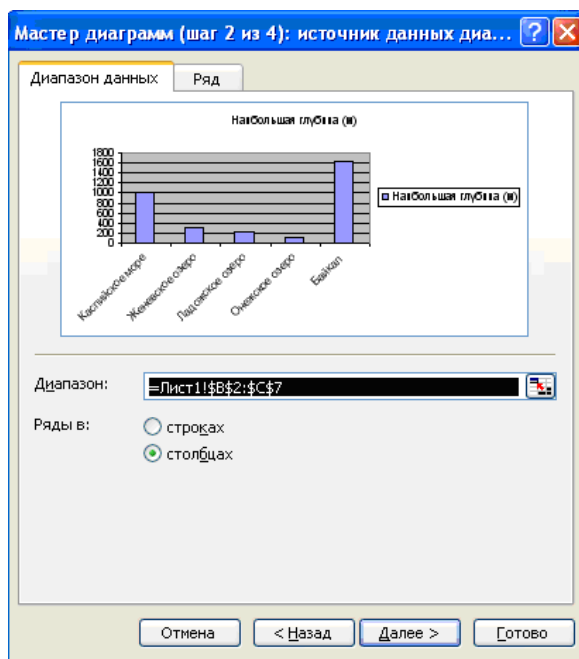 Мастер диаграмм (шаг 2 из 4): источник данных диа...
Диапазон данных
Ряд
Наибольшая глубина (м)
1800
1600
1400
1200
1000
800
600
400
200
0
Каспийское море
Женевское озеро
Ладожское озеро
Онежское озеро
Байкал
Наибольшая глубина (м)
Диапазон:
=Лист1!$B$2:$C$7
Ряды в:
строках
столбцах
Отмена
< Назад
Далее >
Готово